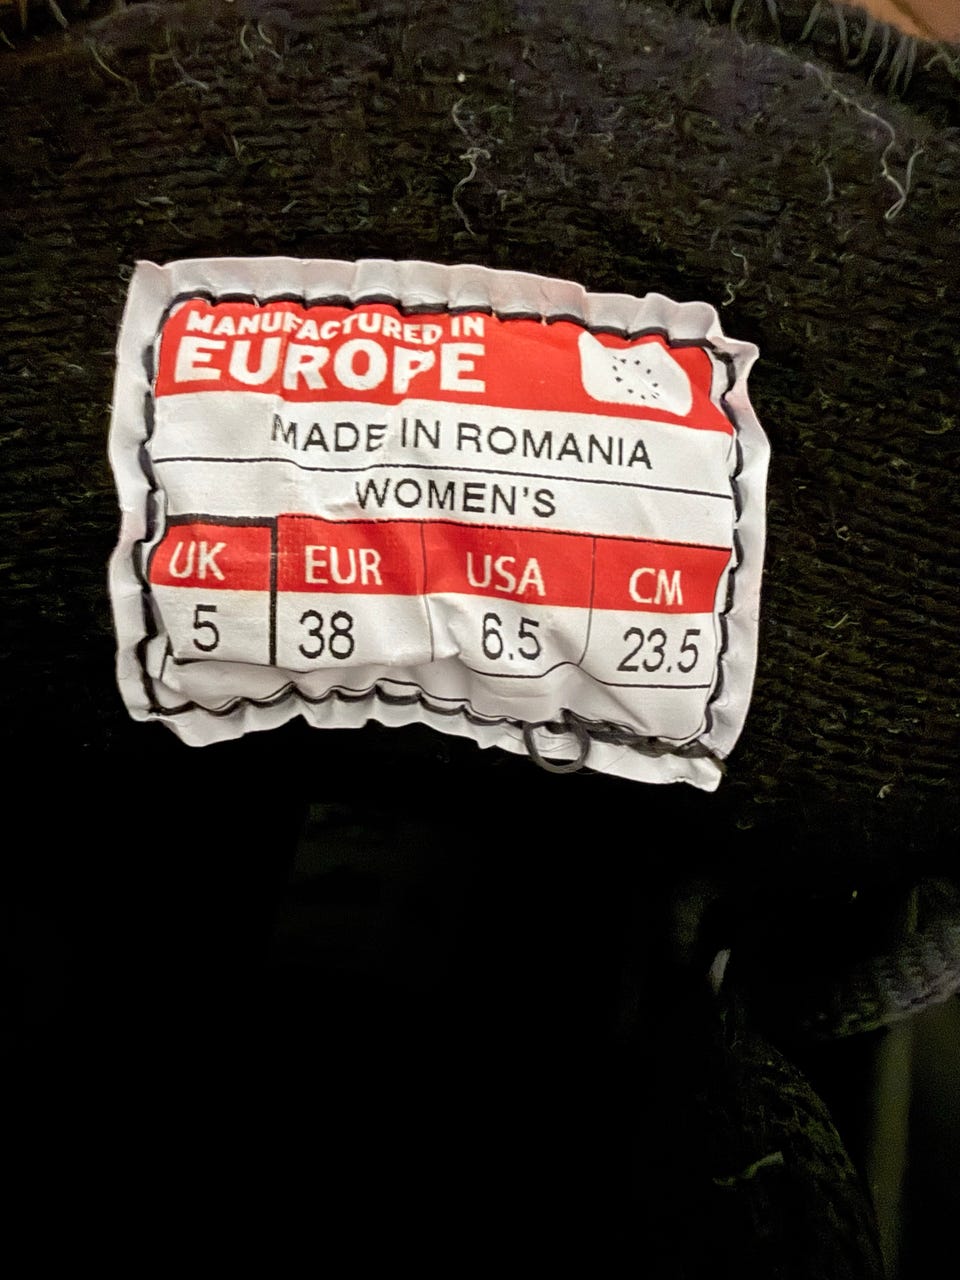 MANUFACTURED IN
EUROPE
MADE IN ROMANIA
WOMEN'S
UK EUR USA CM
5 38 6.5 23.5